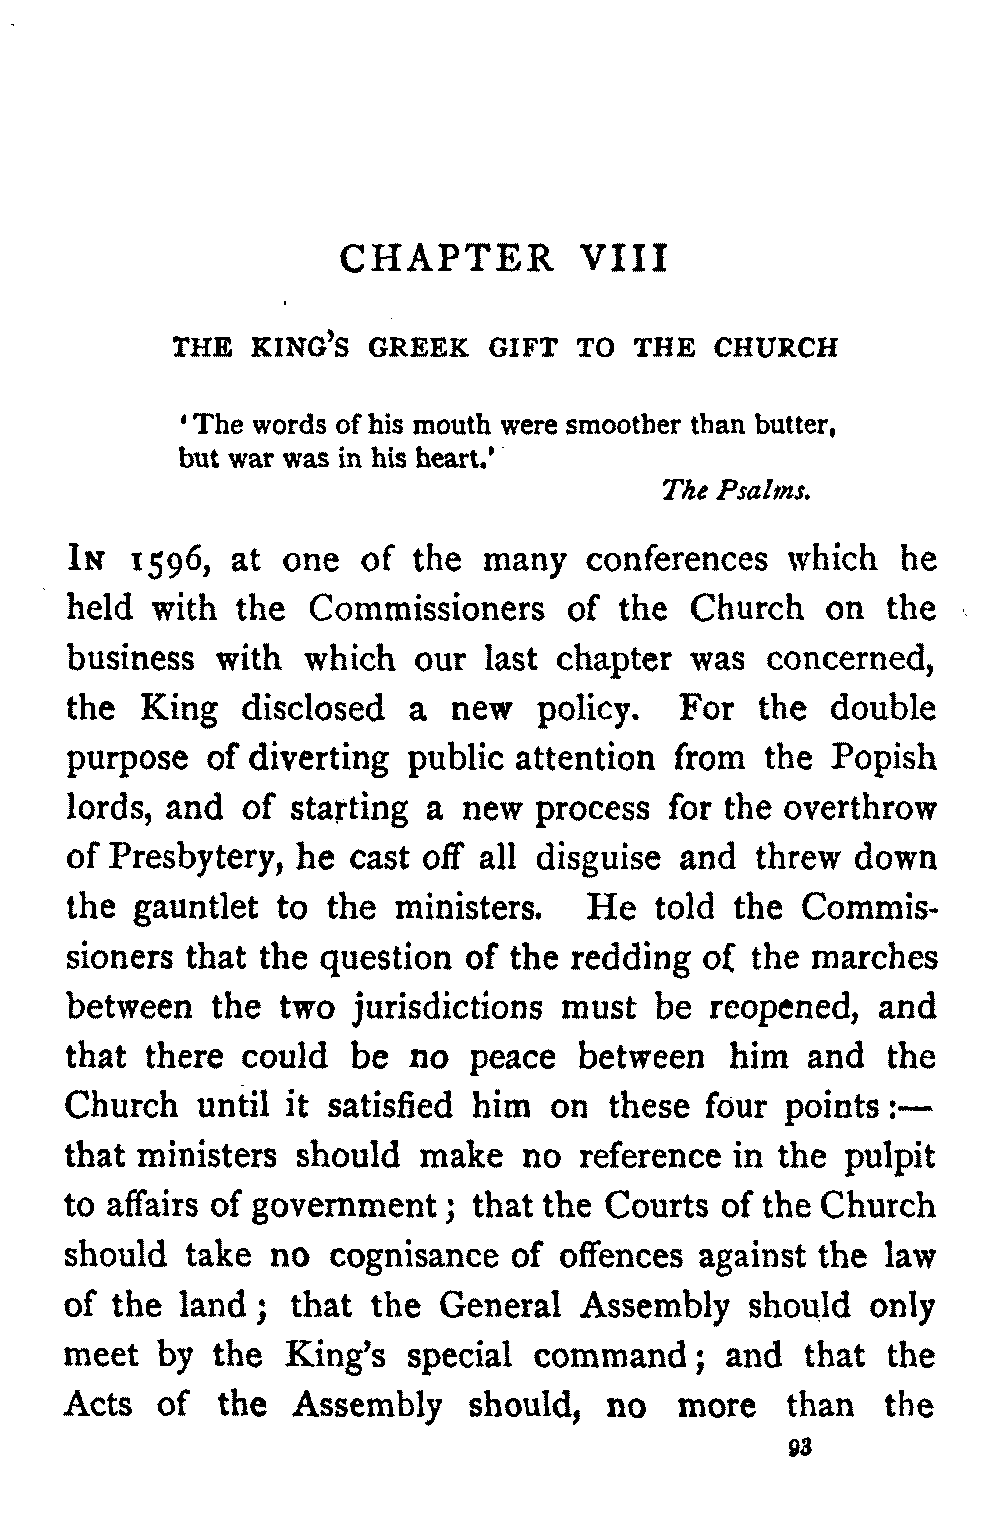 CHAPTER VIII
THE KING'S GREEK GIFT TO THE CHURCH
'The words of his mouth were smoother than butter,
but war was in his heart.'
The Psalms.
IN 1596, at one of the many conferences which he
held with the Commissioners of the Church on the
business with which our last chapter was concerned,
the King disclosed a new policy. For the double
purpose of diverting public attention from the Popish
lords, and of starting a new process for the overthrow
of Presbytery, he cast off all disguise and threw down
the gauntlet to the ministers. He told the Commis-
sioners that the question of the redding of the marches
between the two jurisdictions must be reopened, and
that there could be no peace between him and the
Church until it satisfied him on these four points:—
that ministers should make no reference in the pulpit
to affairs of government; that the Courts of the Church
should take no cognisance of offences against the law
of the land; that the General Assembly should only
meet by the King's special command; and that the
Acts of the Assembly should, no more than the
93